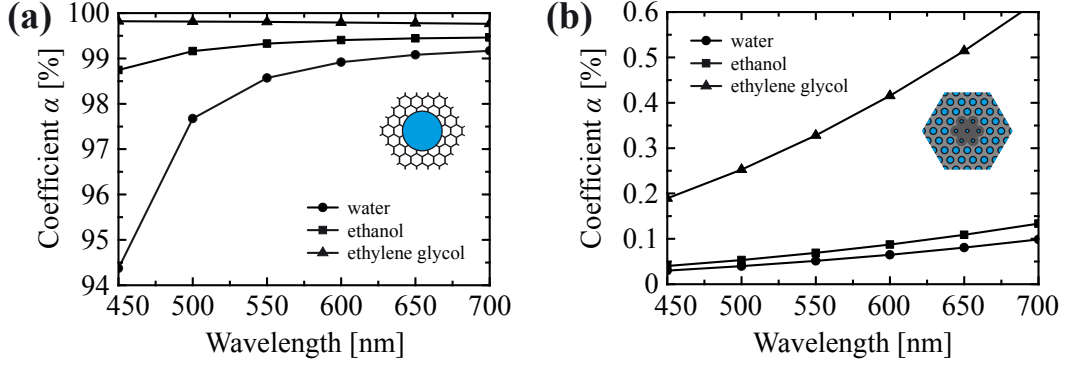 (a)
100
99
98
97
96
95
94
Coefficient α [%]
water
ethanol
ethylene glycol
450 500 550 600 650 700
Wavelength [nm]
(b)
0.6
0.5
0.4
0.3
0.2
0.1
0
Coefficient α [%]
water
ethanol
ethylene glycol
450 500 550 600 650 700
Wavelength [nm]